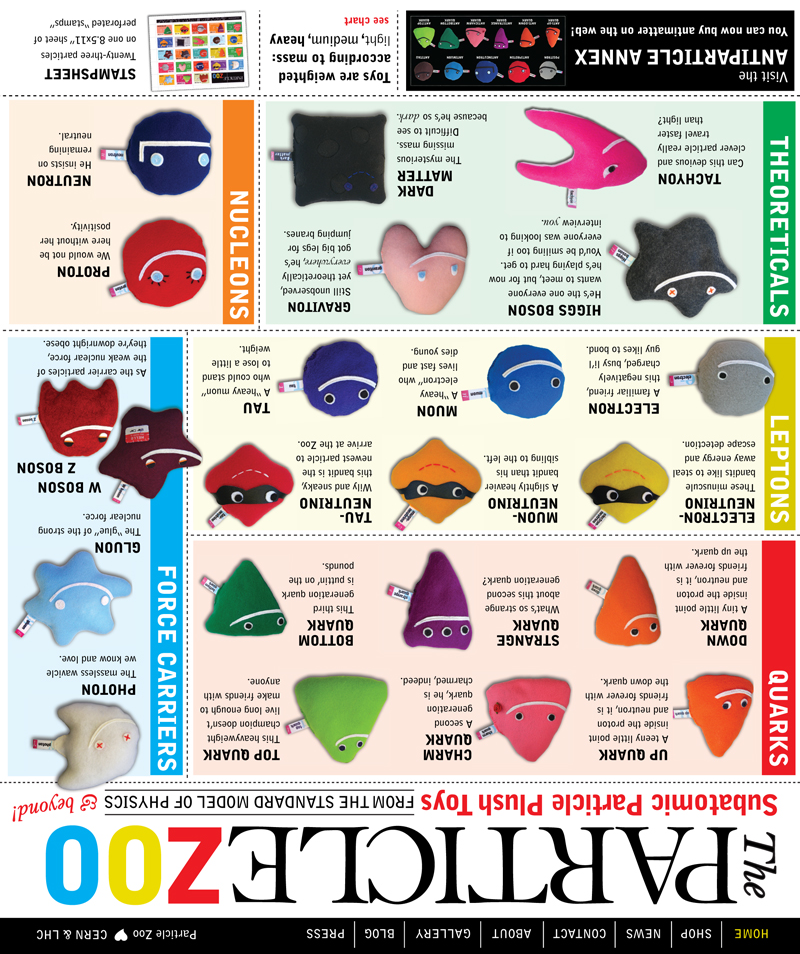 HOME | SHOP | NEWS | CONTACT | ABOUT | GALLERY | BLOG | PRESS
Particle Zoo ♥ CERN & LHC
The PARTICLE ZOO
Subatomic Particle Plush Toys FROM THE STANDARD MODEL OF PHYSICS & beyond!
QUARKS
UP QUARK
A teeny little point
inside the proton
and neutron, it is
friends forever with
the down quark.
CHARM
QUARK
A second
generation
quark, he is
charmed, indeed.
TOP QUARK
This heavyweight
champion doesn't
live long enough to
make friends with
anyone.
DOWN
QUARK
A tiny little point
inside the proton
and neutron, it is
friends forever with
the up quark.
STRANGE
QUARK
What's so strange
about this second
generation quark?
BOTTOM
QUARK
This third
generation quark
is puttin' on the
pounds.
FORCE CARRIERS
PHOTON
The massless wavicle
we know and love.
photon
GLUON
The "glue" of the strong
nuclear force.
gluon
W BOSON
Z BOSON
Z boson
As the carrier particles of
the weak nuclear force,
they're downright obese.
LEPTONS
ELECTRON-
NEUTRINO
These minuscule
bandits like to steal
away energy and
escape detection.
MUON-
NEUTRINO
A slightly heavier
bandit than his
sibling to the left.
TAU-
NEUTRINO
Wily and sneaky,
this bandit is the
newest particle to
arrive at the Zoo.
ELECTRON
A familiar friend,
this negatively
charged, busy li'l
guy likes to bond.
electron
MUON
A "heavy
electron" who
lives fast and
dies young.
muon
TAU
A "heavy muon"
who could stand
to lose a little
weight.
tau
THEORETICALS
HIGGS BOSON
He's the one everyone
wants to meet, but for now
he's playing hard to get.
You'd be smiling too if
everyone was looking to
interview you.
GRAVITON
Still unobserved,
yet theoretically
everywhere, he's
got big legs for
jumping branes.
graviton
TACHYON
Can this devious and
clever particle really
travel faster
than light?
tachyon
DARK
MATTER
The mysterious
missing mass.
Difficult to see
because he's so dark.
dark
matter
NUCLEONS
PROTON
We would not be
here without her
positivity.
proton
NEUTRON
He insists on
remaining
neutral.
neutron
Visit the
ANTIPARTICLE ANNEX
You can now buy antimatter on the web!
Toys are weighted
according to mass:
light, medium, heavy
see chart
STAMPSHEET
Twenty-three particles
on one 8.5x11" sheet of
perforated "stamps"